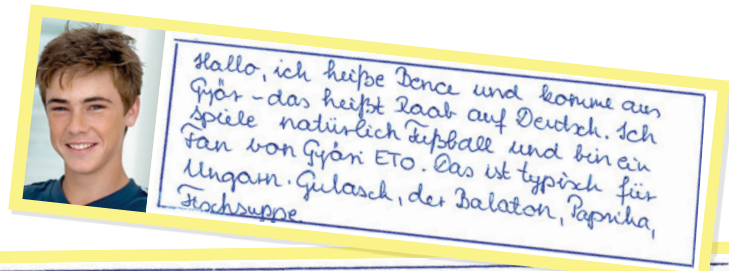 Hallo, ich heiße Bence und komme aus
Győr - das heißt Raab auf Deutsch. Ich
spiele natürlich Fußball und bin ein
Fan von Győri ETO. Das ist typisch für
Ungarn. Gulasch, der Balaton, Paprika,
Fischsuppe.